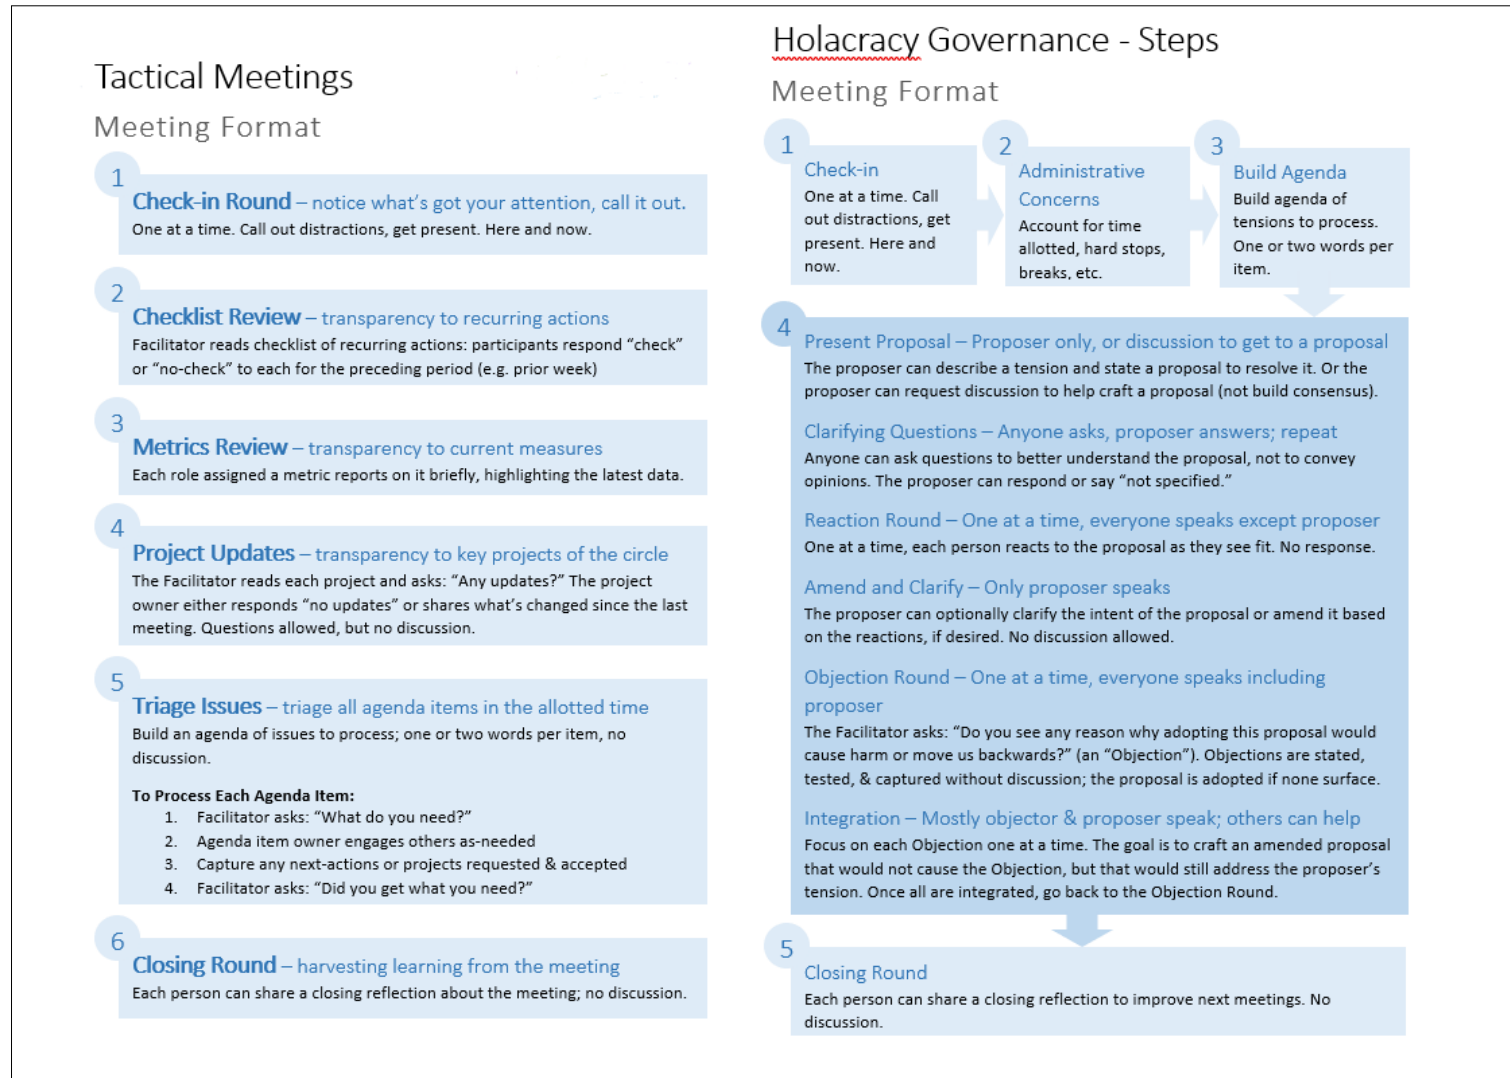 Tactical Meetings
Meeting Format
1
Check-in Round – notice what's got your attention, call it out.
One at a time. Call out distractions, get present. Here and now.
2
Checklist Review – transparency to recurring actions
Facilitator reads checklist of recurring actions: participants respond “check”
or “no-check” to each for the preceding period (e.g. prior week)
3
Metrics Review – transparency to current measures
Each role assigned a metric reports on it briefly, highlighting the latest data.
4
Project Updates – transparency to key projects of the circle
The Facilitator reads each project and asks: “Any updates?” The project
owner either responds “no updates” or shares what's changed since the last
meeting. Questions allowed, but no discussion.
5
Triage Issues – triage all agenda items in the allotted time
Build an agenda of issues to process; one or two words per item, no
discussion.
To Process Each Agenda Item:
1. Facilitator asks: “What do you need?”
2. Agenda item owner engages others as-needed
3. Capture any next-actions or projects requested & accepted
4. Facilitator asks: “Did you get what you need?”
6
Closing Round – harvesting learning from the meeting
Each person can share a closing reflection about the meeting; no discussion.
Holacracy Governance - Steps
Meeting Format
1
Check-in
One at a time. Call
out distractions, get
present. Here and
now.
2
Administrative
Concerns
Account for time
allotted, hard stops,
breaks, etc.
3
Build Agenda
Build agenda of
tensions to process.
One or two words per
item.
4
Present Proposal – Proposer only, or discussion to get to a proposal
The proposer can describe a tension and state a proposal to resolve it. Or the
proposer can request discussion to help craft a proposal (not build consensus).
Clarifying Questions – Anyone asks, proposer answers; repeat
Anyone can ask questions to better understand the proposal, not to convey
opinions. The proposer can respond or say “not specified.”
Reaction Round – One at a time, everyone speaks except proposer
One at a time, each person reacts to the proposal as they see fit. No response.
Amend and Clarify – Only proposer speaks
The proposer can optionally clarify the intent of the proposal or amend it based
on the reactions, if desired. No discussion allowed.
Objection Round – One at a time, everyone speaks including
proposer
The Facilitator asks: “Do you see any reason why adopting this proposal would
cause harm or move us backwards?” (an “Objection”). Objections are stated,
tested, & captured without discussion; the proposal is adopted if none surface.
Integration – Mostly objector & proposer speak; others can help
Focus on each Objection one at a time. The goal is to craft an amended proposal
that would not cause the Objection, but that would still address the proposer's
tension. Once all are integrated, go back to the Objection Round.
5
Closing Round
Each person can share a closing reflection to improve next meetings. No
discussion.